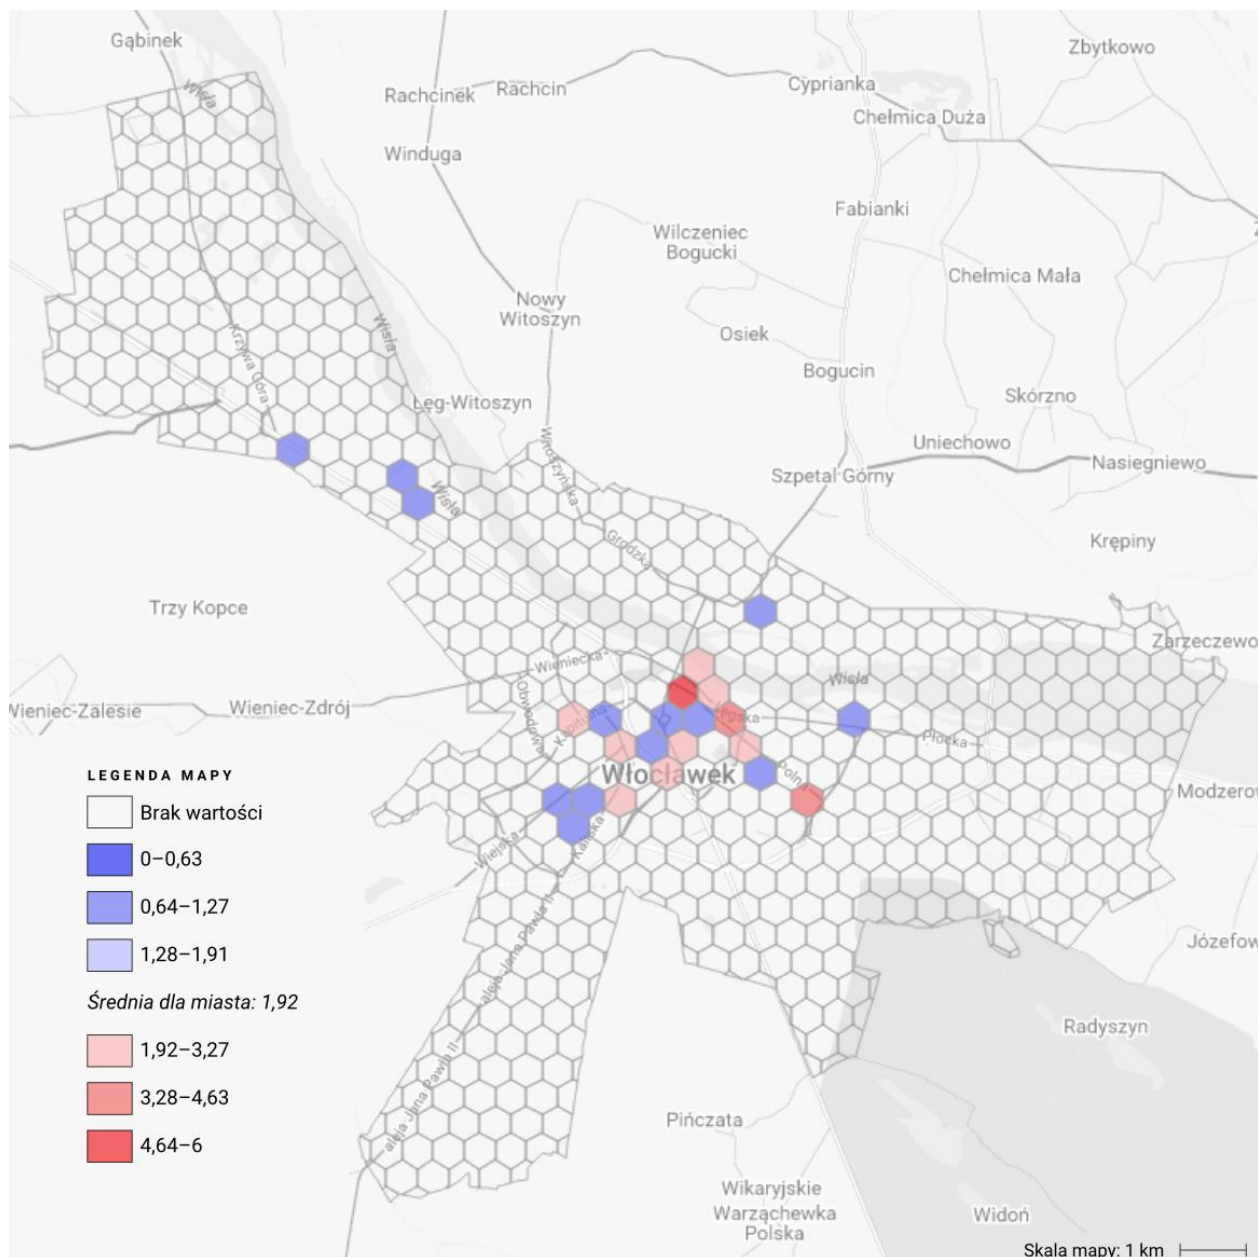 Gąbinek
Zbytkowo
Wisła
Rachcinek
Rachcin
Cyprianka
Chełmica Duża
Winduga
Fabianki
Wilczeniec
Bogucki
Chełmica Mała
Nowy
Witoszyn
Wisła
Osiek
Krzywa Góra
Bogucin
Skórzno
Łęg-Witoszyn
Uniechowo
Witoszyńska
Nasiegniewo
Szpetal Górny
Wisła
Grodzka
Krępiny
Trzy Kopce
Zarzeczewo
Wieniecka
Wisła
Wieniec-Zalesie
Wieniec-Zdrój
Obwodowa
Kapitulna
Płocka
Włocławek
LEGENDA MAPY
Polna
Modzerow
Brak wartości
Wiejska
Kaliska
0–0,63
0,64–1,27
1,28–1,91
aleja Jana Pawła II
Józefow
Średnia dla miasta: 1,92
Radyszyn
1,92–3,27
aleja Jana Pawła II
3,28–4,63
Pińczata
4,64–6
Wikaryjskie
Warząchewka
Polska
Widoń
Skala mapy: 1 km